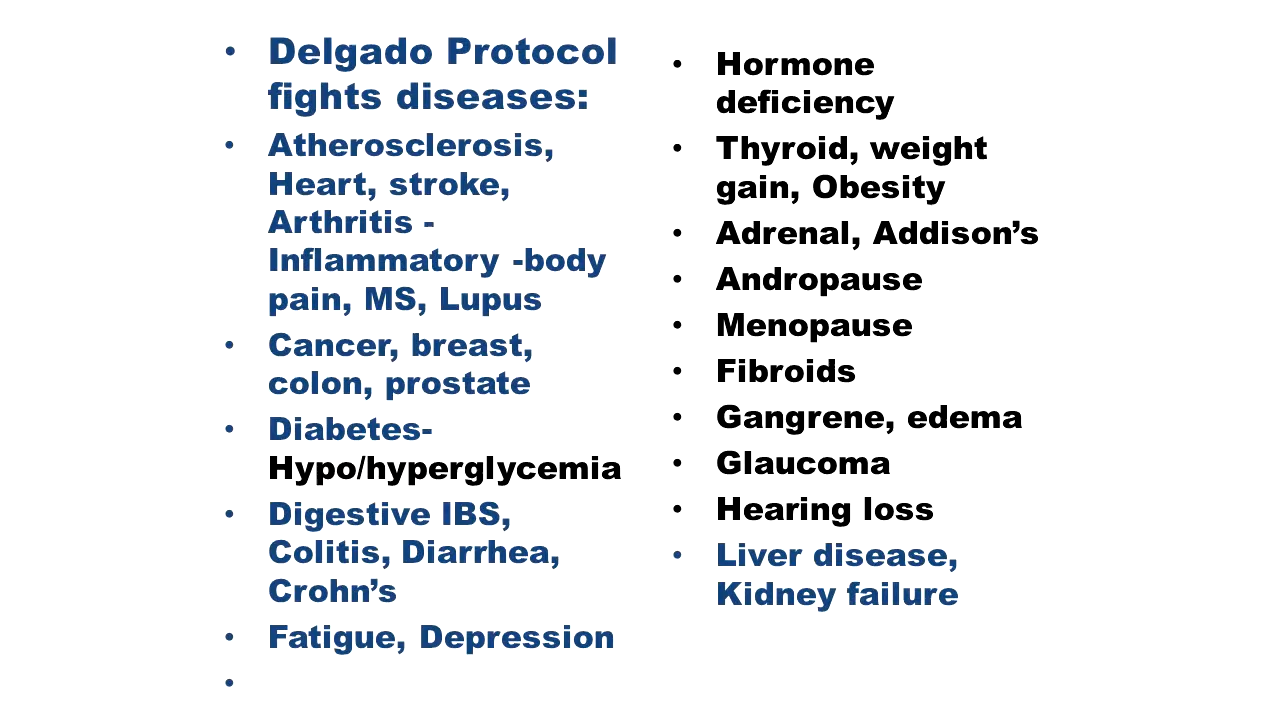 • Delgado Protocol
fights diseases:
• Atherosclerosis,
Heart, stroke,
Arthritis -
Inflammatory -body
pain, MS, Lupus
• Cancer, breast,
colon, prostate
• Diabetes-
Hypo/hyperglycemia
• Digestive IBS,
Colitis, Diarrhea,
Crohn’s
• Fatigue, Depression
•
• Hormone
deficiency
• Thyroid, weight
gain, Obesity
• Adrenal, Addison’s
• Andropause
• Menopause
• Fibroids
• Gangrene, edema
• Glaucoma
• Hearing loss
• Liver disease,
Kidney failure